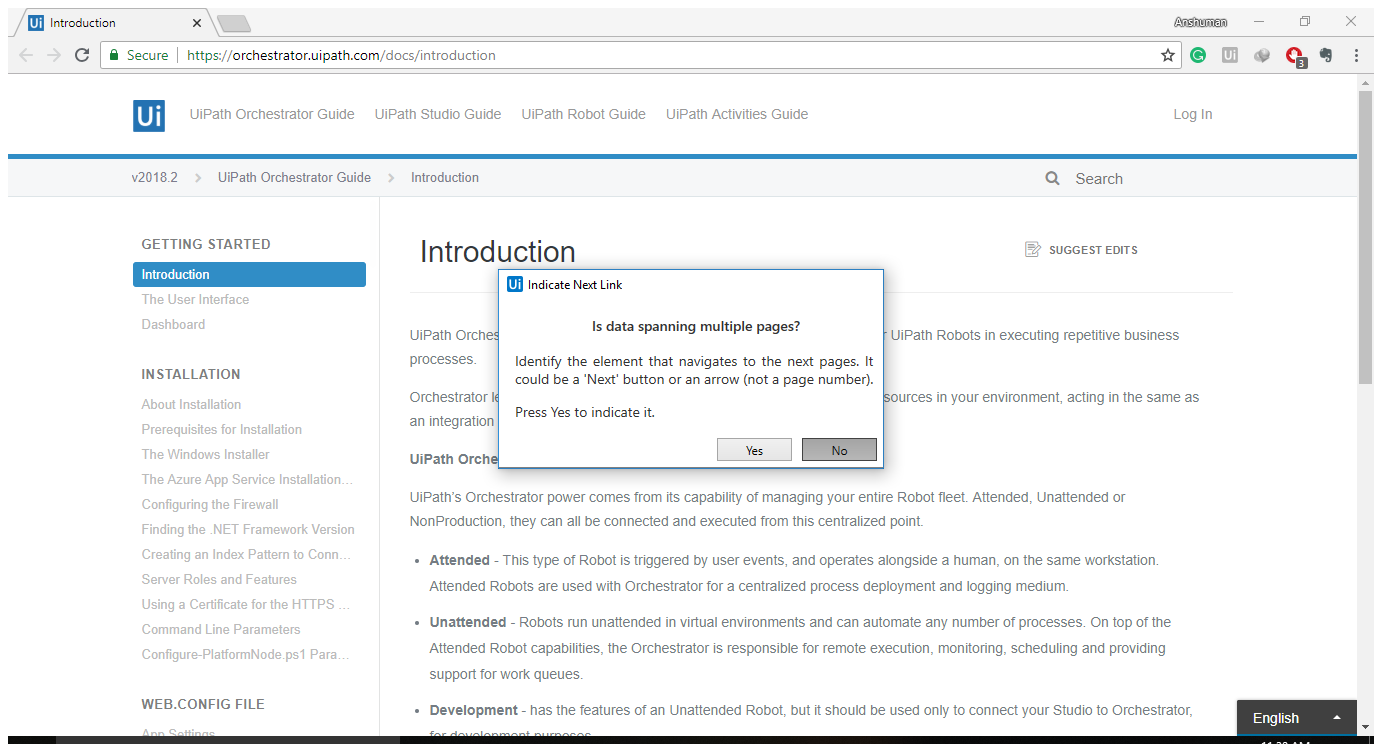 Ui Introduction
Anshuman
Secure https://orchestrator.uipath.com/docs/introduction
Ui
3
Ui UiPath Orchestrator Guide UiPath Studio Guide UiPath Robot Guide UiPath Activities Guide Log In
v2018.2 UiPath Orchestrator Guide Introduction Search
GETTING STARTED
Introduction
The User Interface
Dashboard
INSTALLATION
About Installation
Prerequisites for Installation
The Windows Installer
The Azure App Service Installation...
Configuring the Firewall
Finding the .NET Framework Version
Creating an Index Pattern to Conn...
Server Roles and Features
Using a Certificate for the HTTPS ...
Command Line Parameters
Configure-PlatformNode.ps1 Para...
WEB.CONFIG FILE
App Settings
Introduction
SUGGEST EDITS
UiPath Orches r UiPath Robots in executing repetitive business
processes.
Orchestrator le sources in your environment, acting in the same as
an integration
UiPath Orche
Ui Indicate Next Link
Is data spanning multiple pages?
Identify the element that navigates to the next pages. It
could be a 'Next' button or an arrow (not a page number).
Press Yes to indicate it.
Yes No
UiPath's Orchestrator power comes from its capability of managing your entire Robot fleet. Attended, Unattended or
NonProduction, they can all be connected and executed from this centralized point.
• Attended - This type of Robot is triggered by user events, and operates alongside a human, on the same workstation.
Attended Robots are used with Orchestrator for a centralized process deployment and logging medium.
• Unattended - Robots run unattended in virtual environments and can automate any number of processes. On top of the
Attended Robot capabilities, the Orchestrator is responsible for remote execution, monitoring, scheduling and providing
support for work queues.
• Development - has the features of an Unattended Robot, but it should be used only to connect your Studio to Orchestrator,
for development purposes.
English